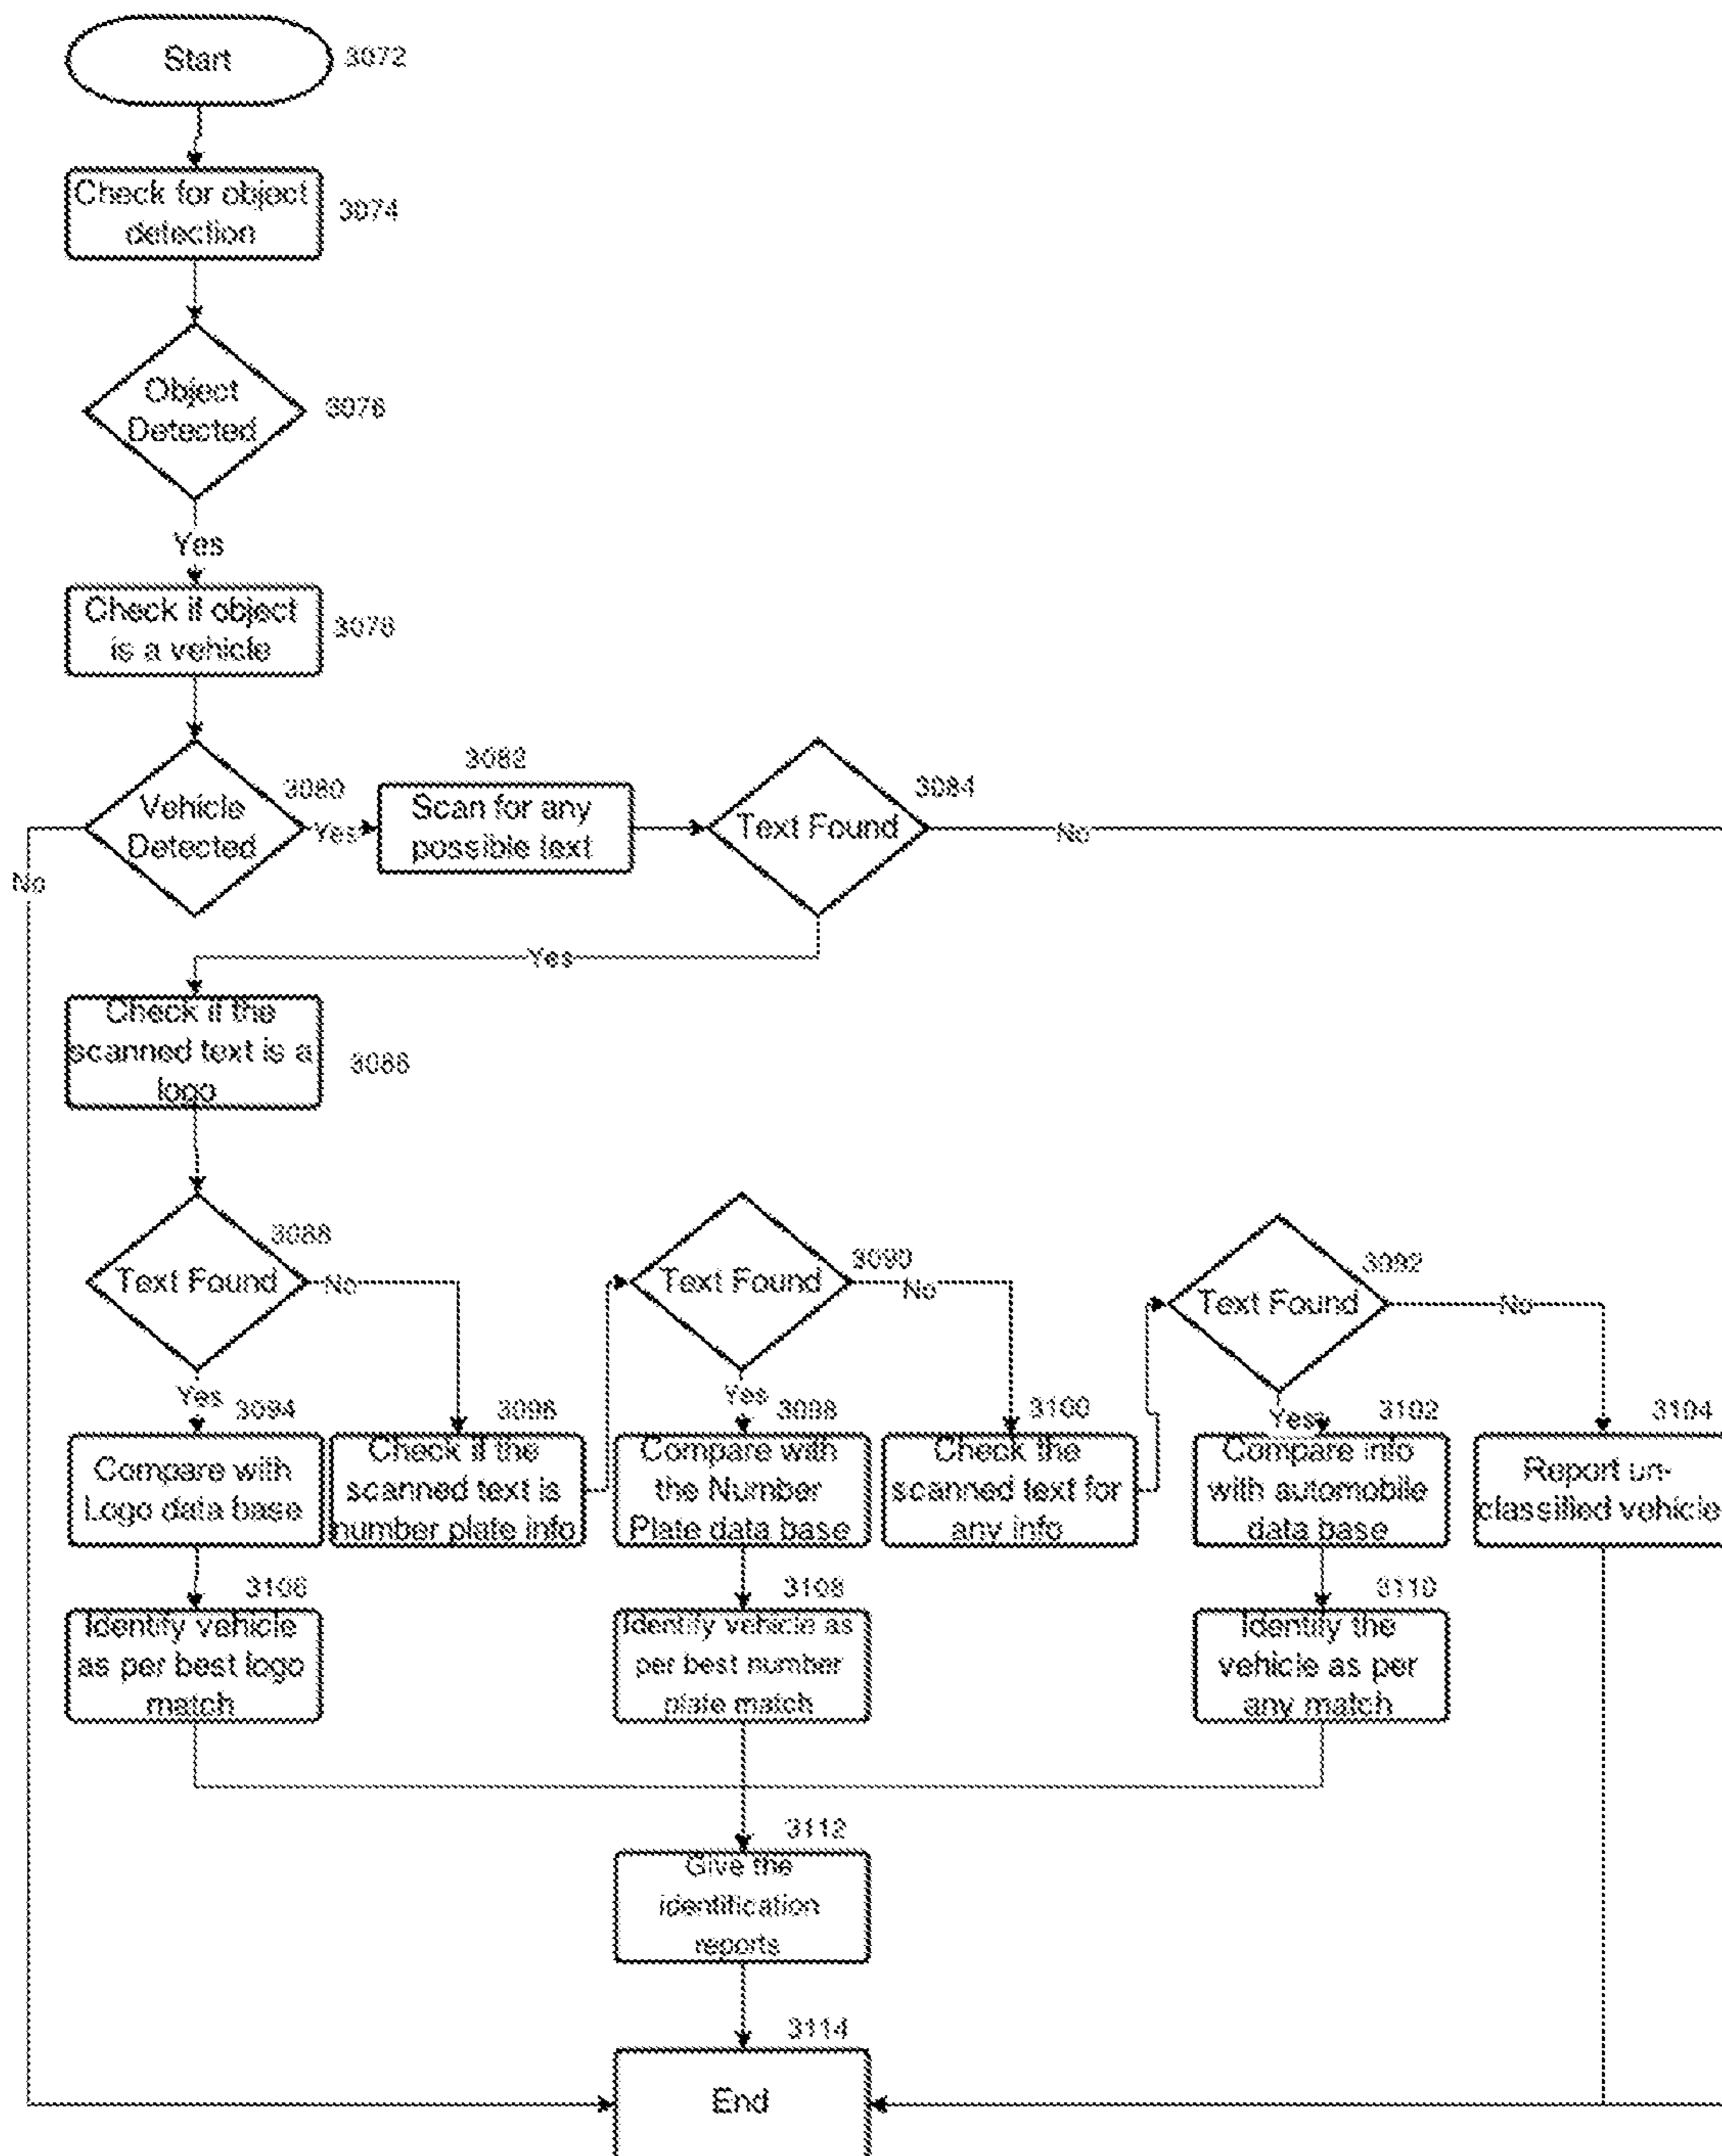 Start
3072
Check for object
detection
3074
Object
Detected
3076
Yes
Check if object
is a vehicle
3078
Vehicle
Detected
3080
Yes
No
3082
Scan for any
possible text
Text Found
3084
No
Yes
Check if the
scanned text is a
logo
3086
Text Found
3088
No
Text Found
3090
No
Text Found
3092
No
Yes
3094
Compare with
Logo data base
3096
Check if the
scanned text is
number plate info
Yes
3098
Compare with
the Number
Plate data base
3100
Check the
scanned text for
any info
Yes
3102
Compare info
with automobile
data base
3104
Report un-
classified vehicle
3106
Identify vehicle
as per best logo
match
3108
Identify vehicle as
per best number
plate match
3110
Identify the
vehicle as per
any match
3112
Give the
identification
reports
3114
End